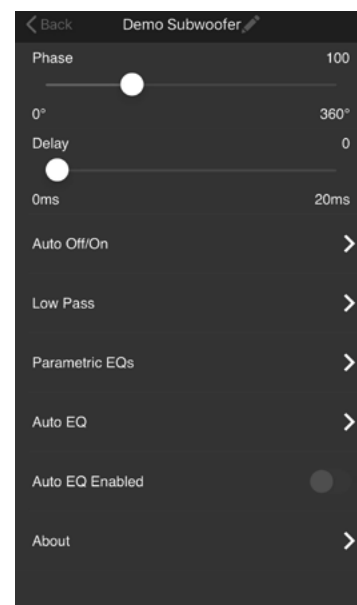 Back Demo Subwoofer
Phase 100
0° 360°
Delay 0
0ms 20ms
Auto Off/On
Low Pass
Parametric EQs
Auto EQ
Auto EQ Enabled
About